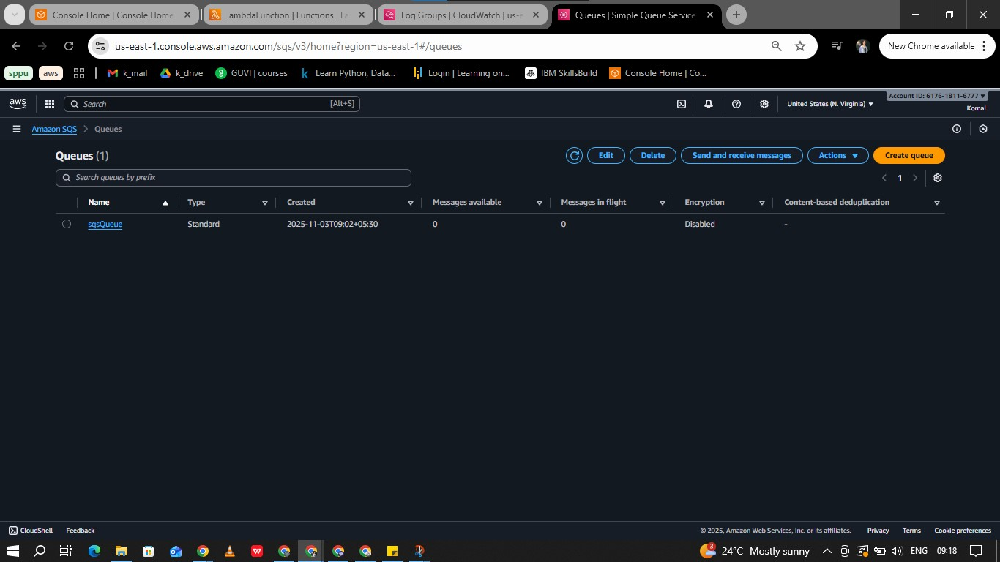 Console Home | Console Home
lambdaFunction | Functions | La
Log Groups | CloudWatch | us-e
Queues | Simple Queue Service
us-east-1.console.aws.amazon.com/sqs/v3/home?region=us-east-1#/queues
New Chrome available
sppu
aws
k_mail
k_drive
GUVI | courses
Learn Python, Data...
Login | Learning on...
IBM SkillsBuild
Console Home | Co...
aws
Search
[Alt+S]
United States (N. Virginia)
Account ID: 6176-1811-6777
Komal
Amazon SQS
Queues
Queues (1)
Edit
Delete
Send and receive messages
Actions
Create queue
Search queues by prefix
1
Name
Type
Created
Messages available
Messages in flight
Encryption
Content-based deduplication
sqsQueue
Standard
2025-11-03T09:02+05:30
0
0
Disabled
-
CloudShell
Feedback
© 2025, Amazon Web Services, Inc. or its affiliates.
Privacy
Terms
Cookie preferences
3
24°C Mostly sunny
ENG
09:18